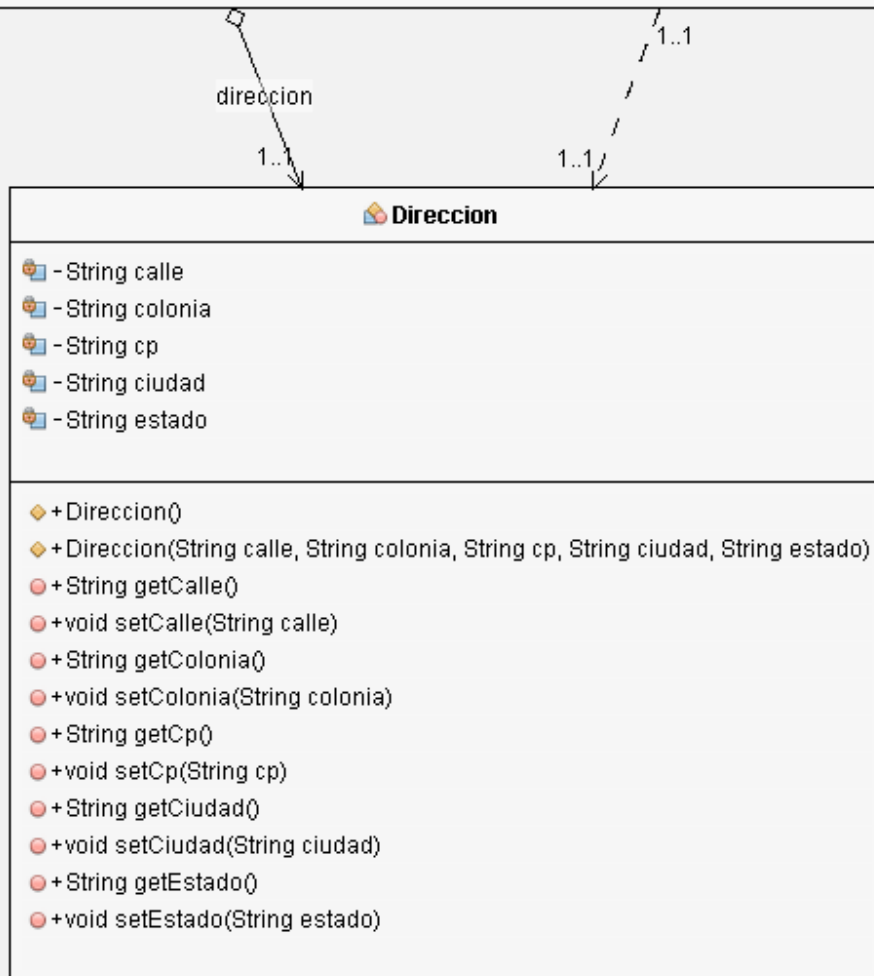 1..1
direccion
1..1
1..1
Direccion
-String calle
-String colonia
-String cp
-String ciudad
-String estado
+Direccion()
+Direccion(String calle, String colonia, String cp, String ciudad, String estado)
+String getCalle()
+void setCalle(String calle)
+String getColonia()
+void setColonia(String colonia)
+String getCp()
+void setCp(String cp)
+String getCiudad()
+void setCiudad(String ciudad)
+String getEstado()
+void setEstado(String estado)